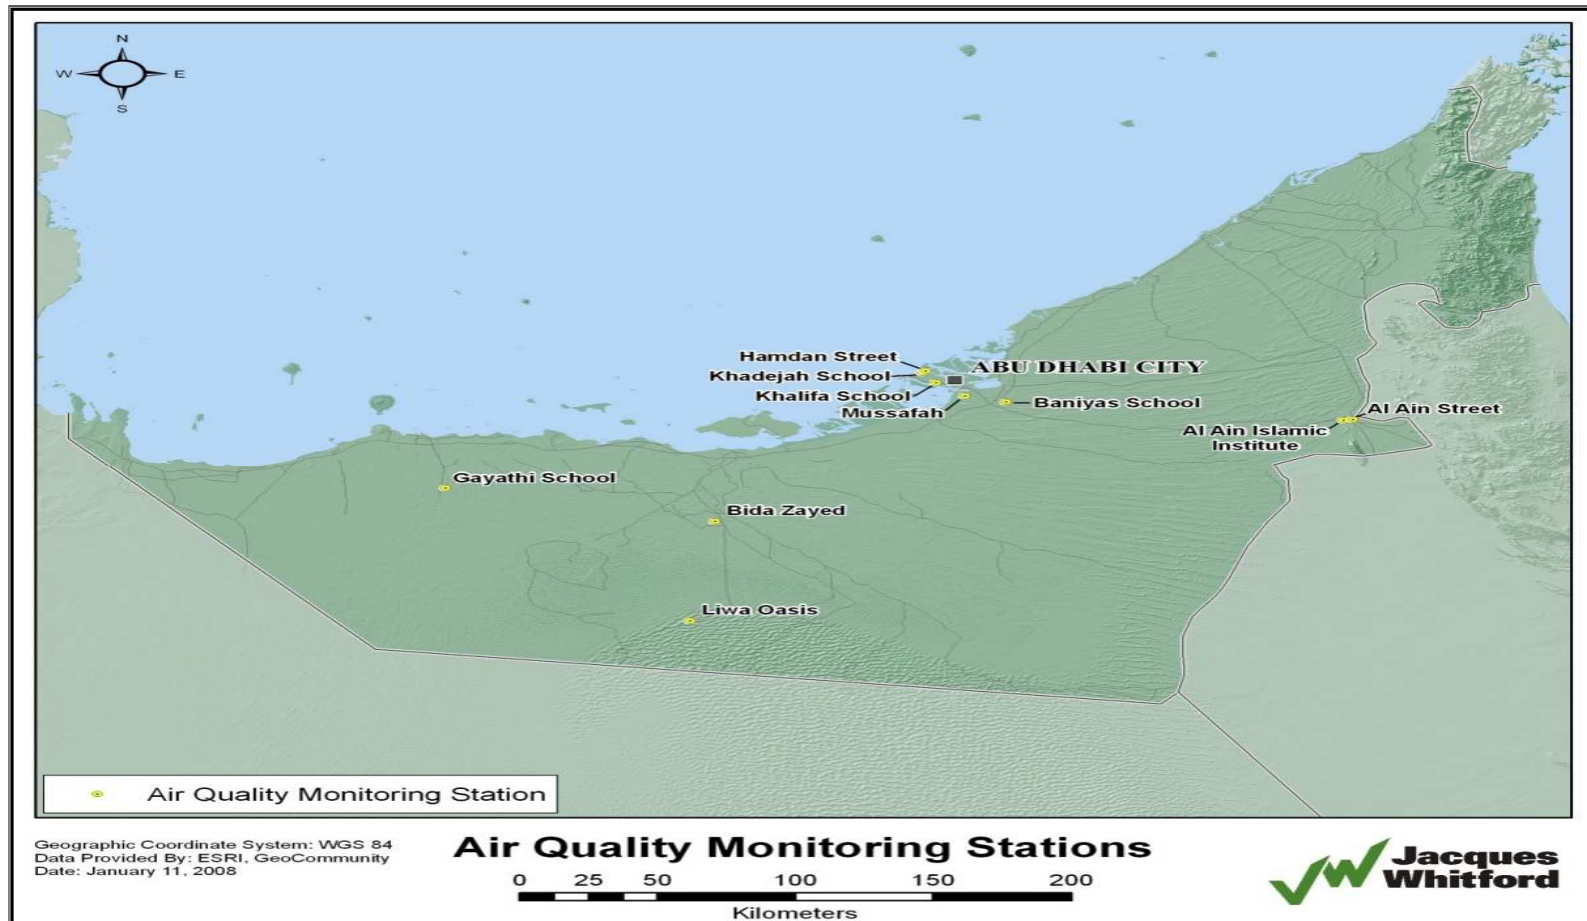 N
W E
S
Hamdan Street
Khadejah School
ABU DHABI CITY
Khalifa School
Mussafah
Baniyas School
Al Ain Street
Al Ain Islamic
Institute
Gayathi School
Bida Zayed
Liwa Oasis
Air Quality Monitoring Station
Geographic Coordinate System: WGS 84
Data Provided By: ESRI, GeoCommunity
Date: January 11, 2008
Air Quality Monitoring Stations
0 25 50 100 150 200
Kilometers
JW Jacques
Whitford